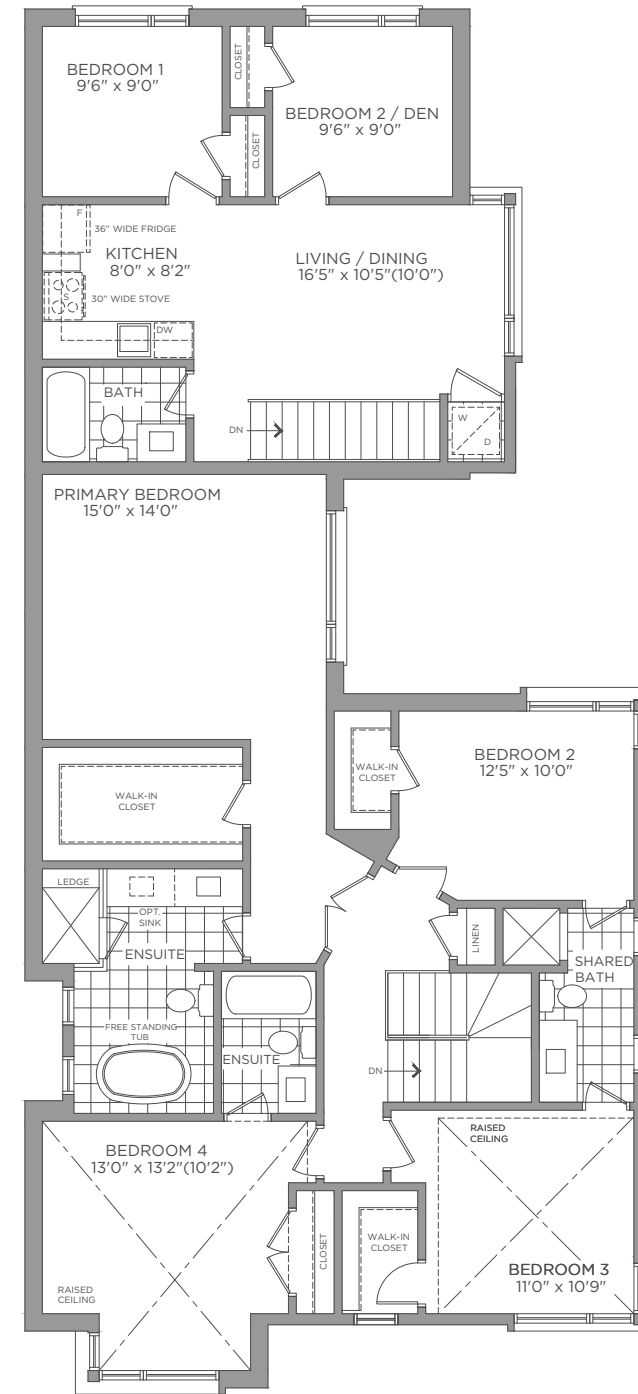 BEDROOM 1
9'6" x 9'0"
CLOSET
BEDROOM 2 / DEN
9'6" x 9'0"
CLOSET
F
36" WIDE FRIDGE
KITCHEN
8'0" x 8'2"
LIVING / DINING
16'5" x 10'5"(10'0")
S
30" WIDE STOVE
DW
BATH
DN
W
D
PRIMARY BEDROOM
15'0" x 14'0"
BEDROOM 2
12'5" x 10'0"
WALK-IN
CLOSET
WALK-IN
CLOSET
LEDGE
OPT.
SINK
ENSUITE
LINEN
SHARED
BATH
FREE STANDING
TUB
ENSUITE
DN
BEDROOM 4
13'0" x 13'2"(10'2")
RAISED
CEILING
CLOSET
WALK-IN
CLOSET
BEDROOM 3
11'0" x 10'9"
RAISED
CEILING